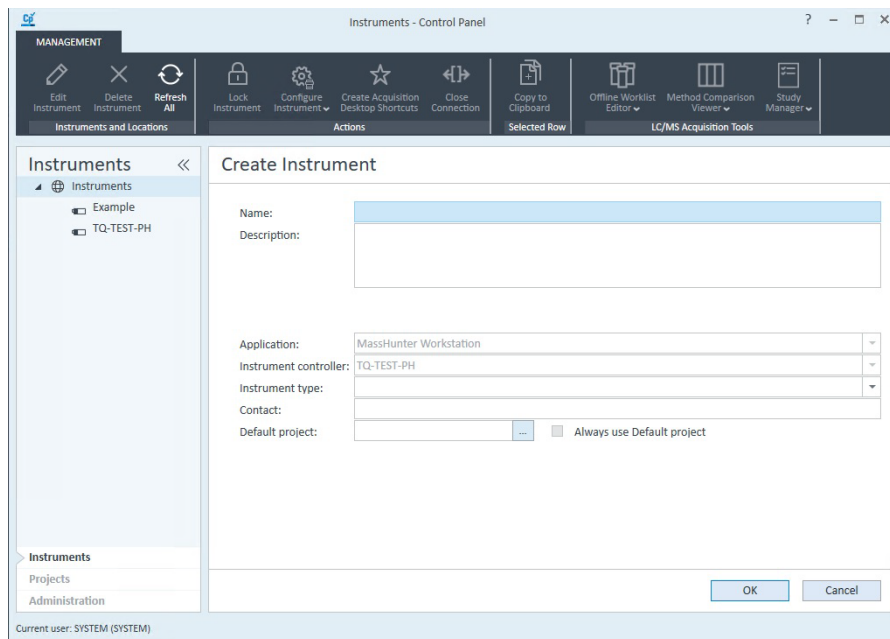 Cp
Instruments - Control Panel
?
MANAGEMENT
Edit Instrument
Delete Instrument
Refresh All
Instruments and Locations
Lock Instrument
Configure Instrument
Create Acquisition Desktop Shortcuts
Close Connection
Actions
Copy to Clipboard
Selected Row
Offline Worklist Editor
Method Comparison Viewer
Study Manager
LC/MS Acquisition Tools
Instruments
Instruments
Example
TQ-TEST-PH
Create Instrument
Name:
Description:
Application: MassHunter Workstation
Instrument controller: TQ-TEST-PH
Instrument type:
Contact:
Default project: ... Always use Default project
Instruments
Projects
Administration
OK Cancel
Current user: SYSTEM (SYSTEM)